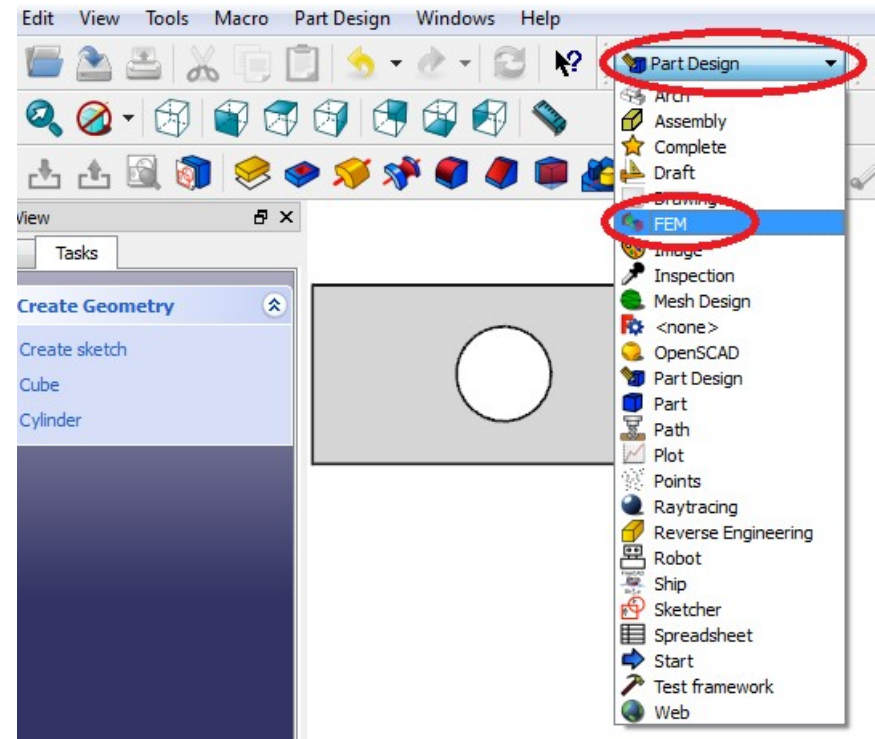 Edit View Tools Macro Part Design Windows Help
Part Design
Arch
Assembly
Complete
Draft
Drawing
FEM
Image
Inspection
Mesh Design
<none>
OpenSCAD
Part Design
Part
Path
Plot
Points
Raytracing
Reverse Engineering
Robot
Ship
Sketcher
Spreadsheet
Start
Test framework
Web
View
Tasks
Create Geometry
Create sketch
Cube
Cylinder